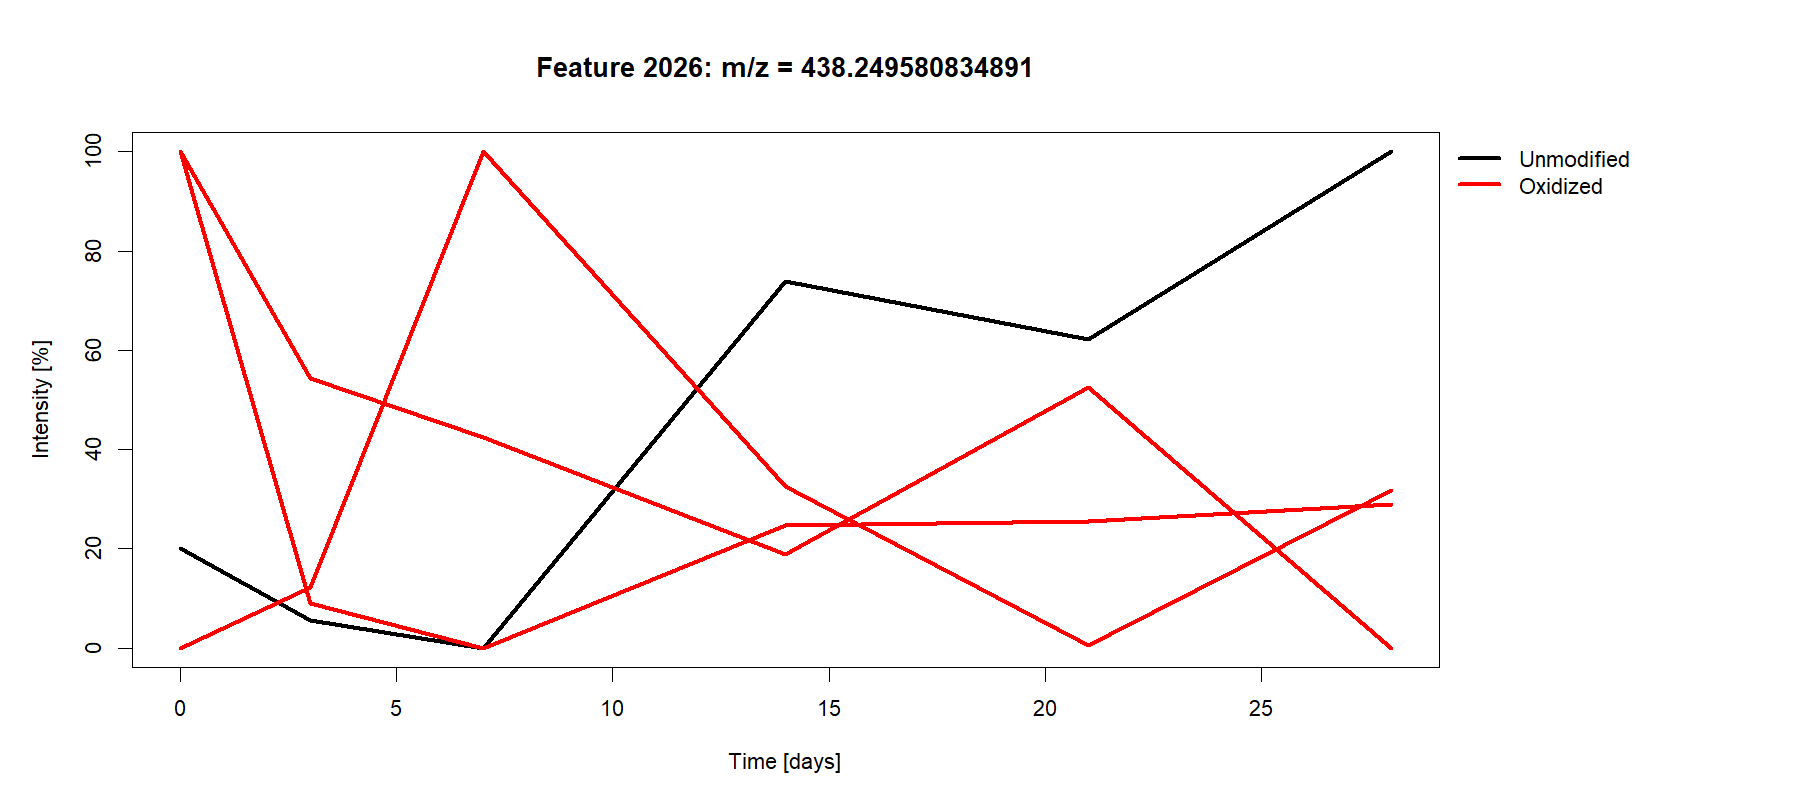 Feature 2026: m/z = 438.249580834891
Unmodified
Oxidized
Intensity [%]
100
80
60
40
20
0
0 5 10 15 20 25
Time [days]